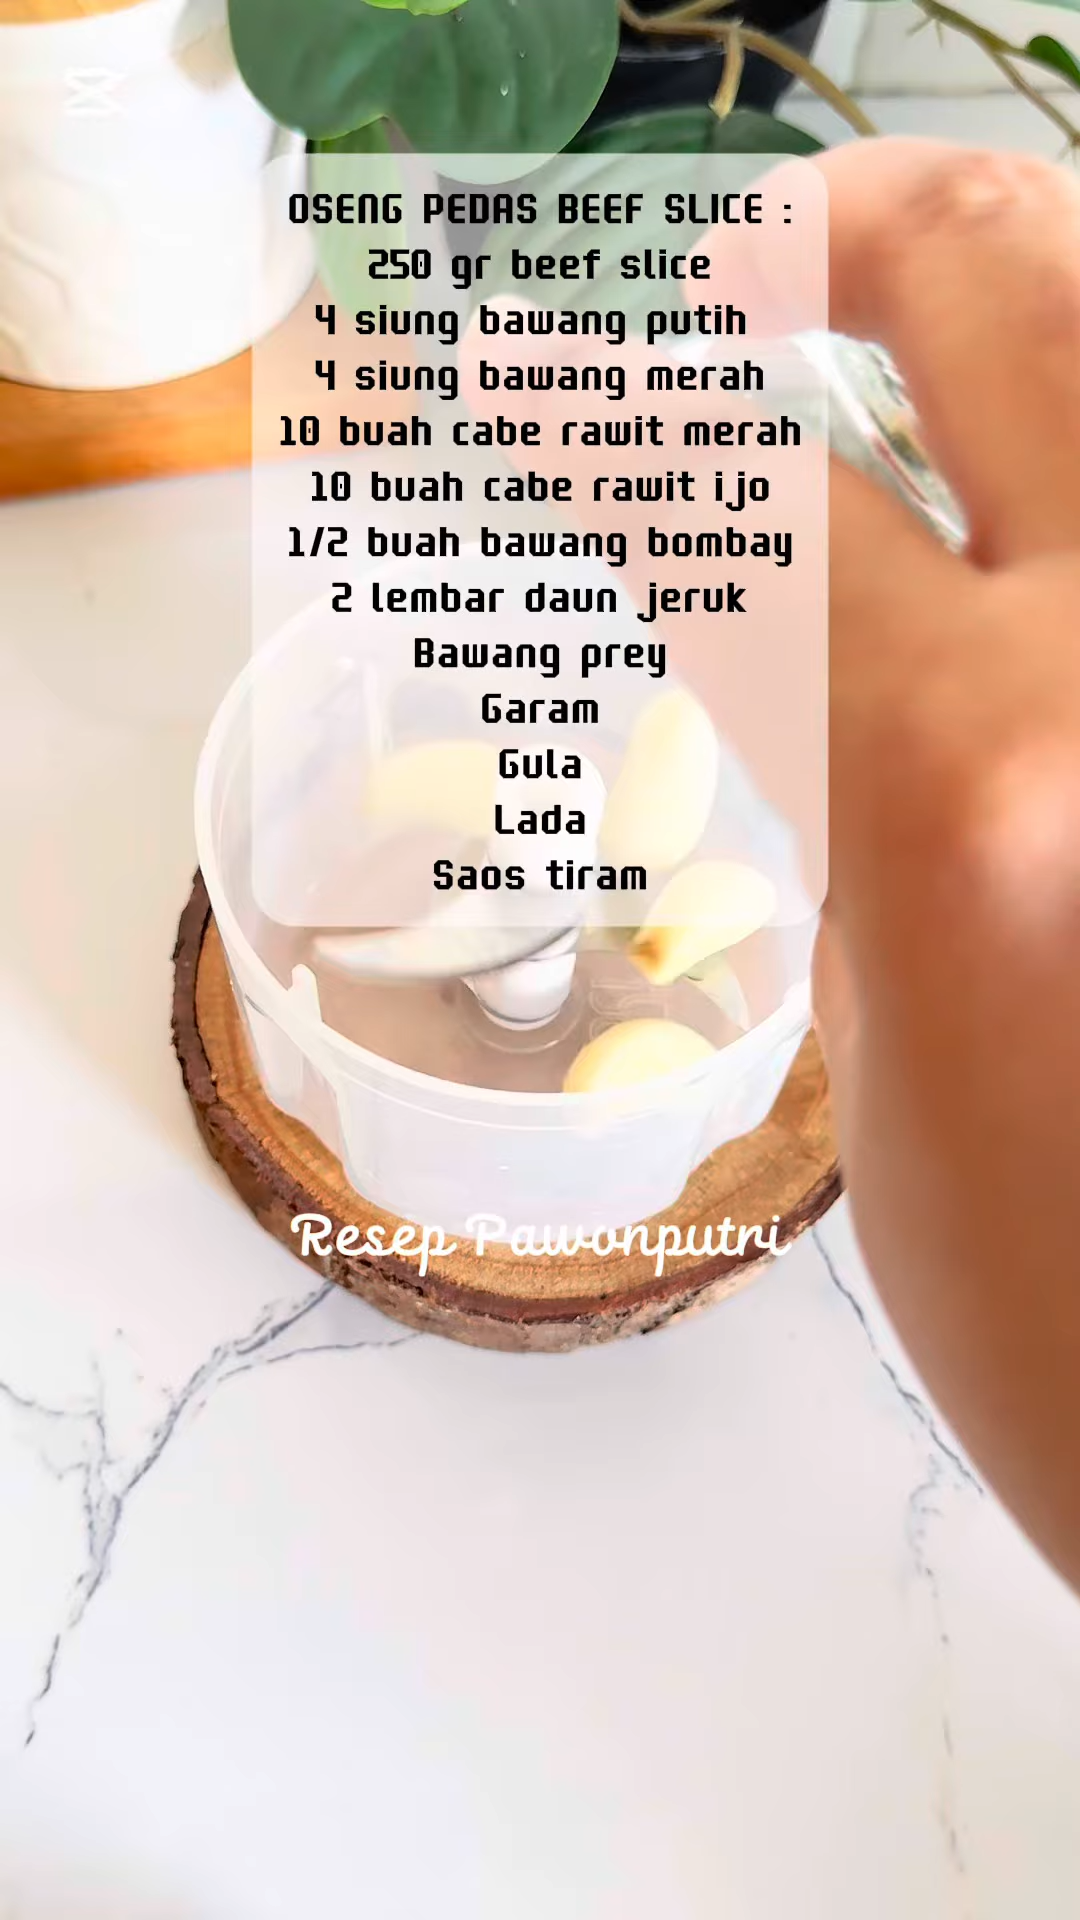 OSENG PEDAS BEEF SLICE :
250 gr beef slice
4 siung bawang putih
4 siung bawang merah
10 buah cabe rawit merah
10 buah cabe rawit ijo
1/2 buah bawang bombay
2 lembar daun jeruk
Bawang prey
Garam
Gula
Lada
Saos tiram
Resep Pawonputri